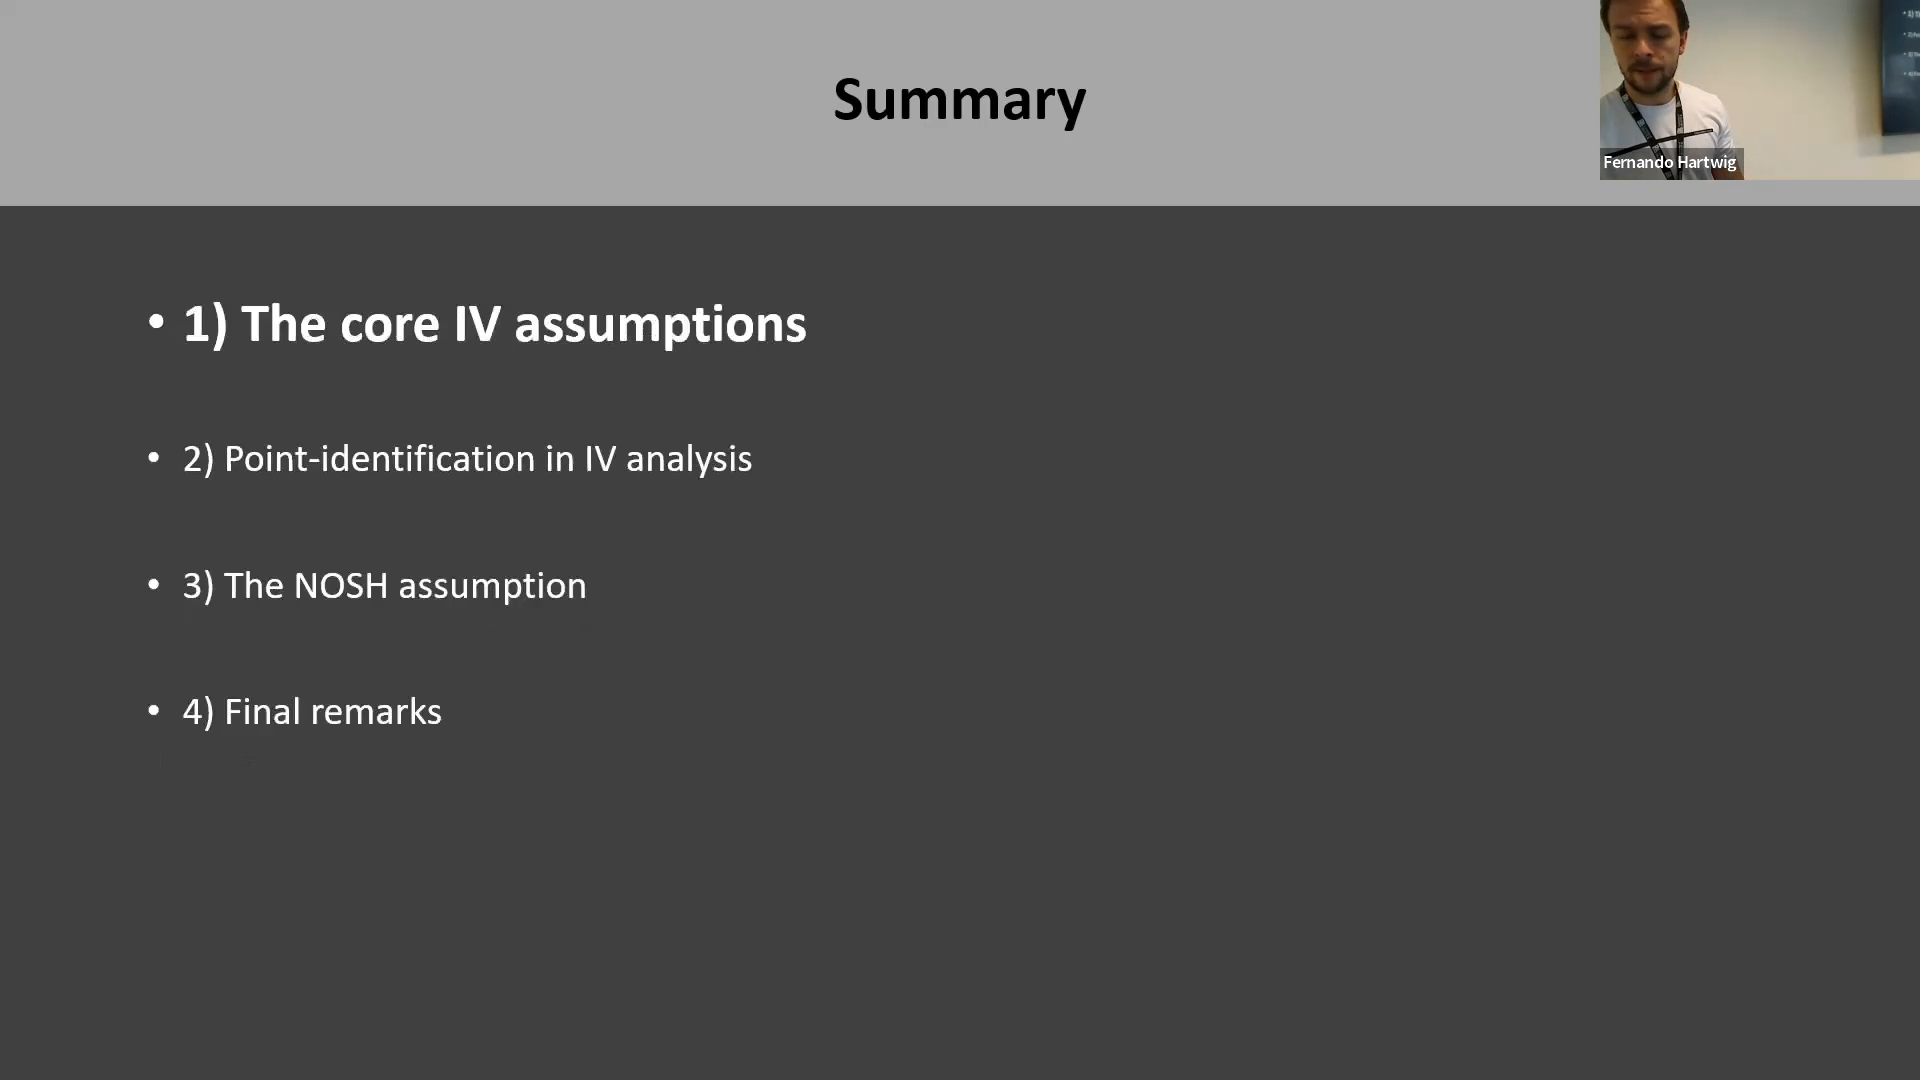 Summary
Fernando Hartwig
• 1) The core IV assumptions
• 2) Point-identification in IV analysis
• 3) The NOSH assumption
• 4) Final remarks